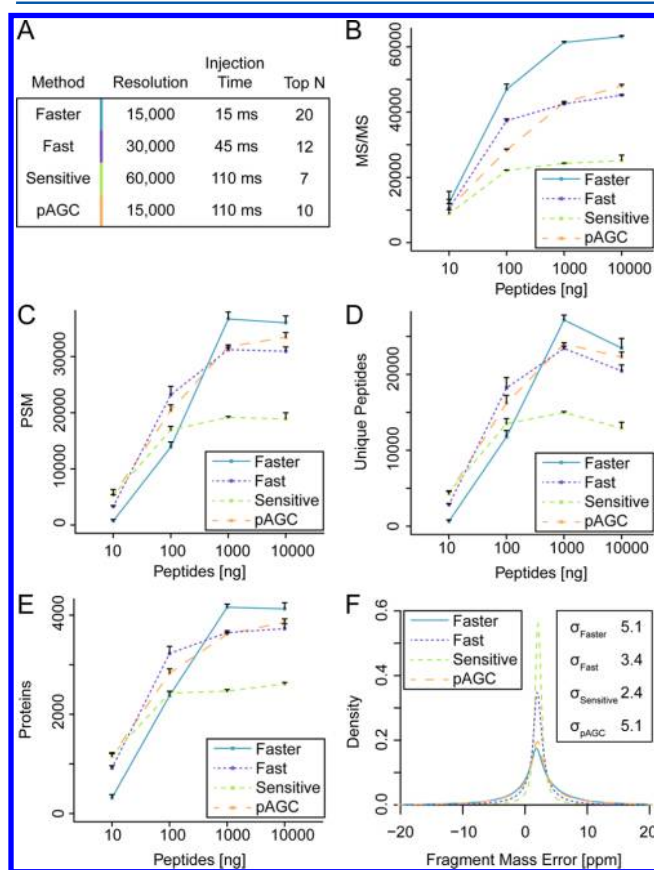 A
Method Resolution Injection Time Top N
Faster 15,000 15 ms 20
Fast 30,000 45 ms 12
Sensitive 60,000 110 ms 7
pAGC 15,000 110 ms 10
B
MS/MS
0 20000 40000 60000
10 100 1000 10000
Peptides [ng]
Faster
Fast
Sensitive
pAGC
C
PSM
0 10000 20000 30000
10 100 1000 10000
Peptides [ng]
Faster
Fast
Sensitive
pAGC
D
Unique Peptides
0 10000 20000
10 100 1000 10000
Peptides [ng]
Faster
Fast
Sensitive
pAGC
E
Proteins
0 2000 4000
10 100 1000 10000
Peptides [ng]
Faster
Fast
Sensitive
pAGC
F
Faster
Fast
Sensitive
pAGC
σFaster 5.1
σFast 3.4
σSensitive 2.4
σpAGC 5.1
Density
0.0 0.2 0.4 0.6
−20 −10 0 10 20
Fragment Mass Error [ppm]